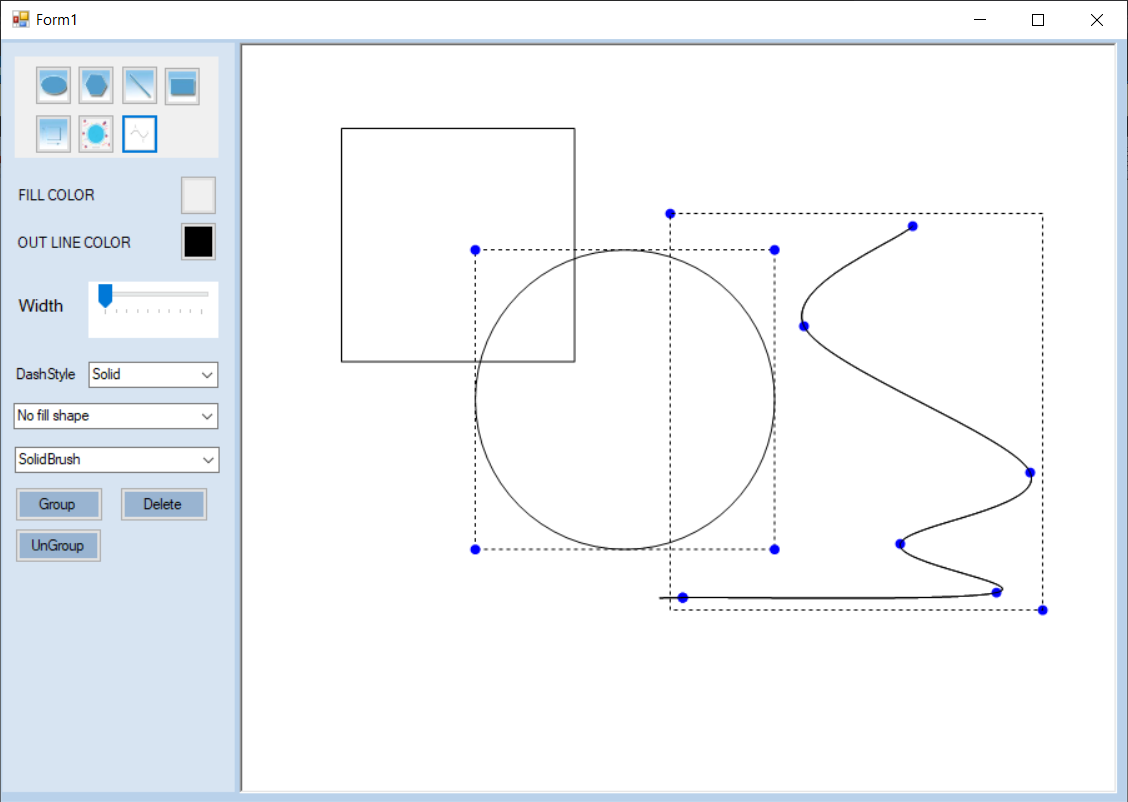 Form1
FILL COLOR
OUT LINE COLOR
Width
DashStyle Solid
No fill shape
SolidBrush
Group Delete
UnGroup